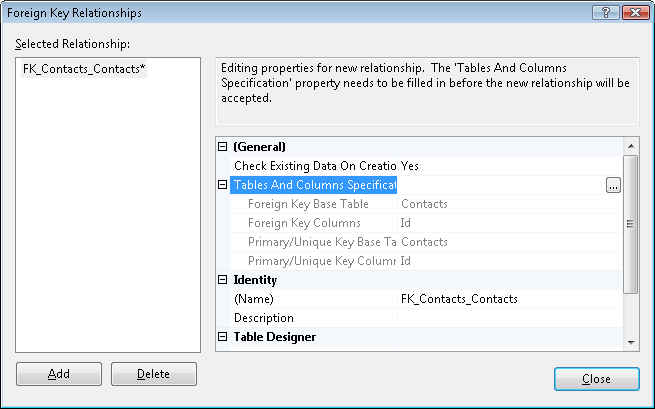 Foreign Key Relationships
Selected Relationship:
FK_Contacts_Contacts*
Add
Delete
Editing properties for new relationship.  The 'Tables And Columns
Specification' property needs to be filled in before the new relationship will be
accepted.
(General)
Check Existing Data On Creatio Yes
Tables And Columns Specificat ...
Foreign Key Base Table Contacts
Foreign Key Columns Id
Primary/Unique Key Base Ta Contacts
Primary/Unique Key Column Id
Identity
(Name) FK_Contacts_Contacts
Description
Table Designer
Close